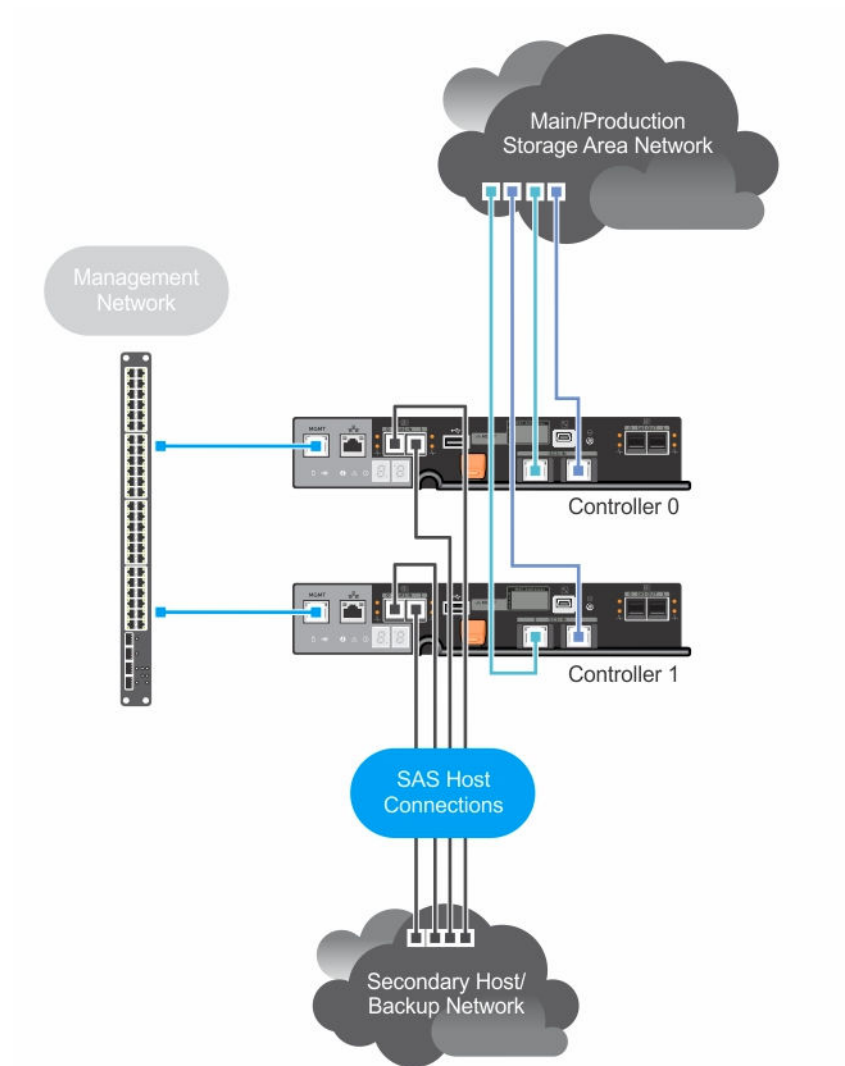 Main/Production
Storage Area Network
Management
Network
MGMT
Controller 0
MGMT
Controller 1
SAS Host
Connections
Secondary Host/
Backup Network